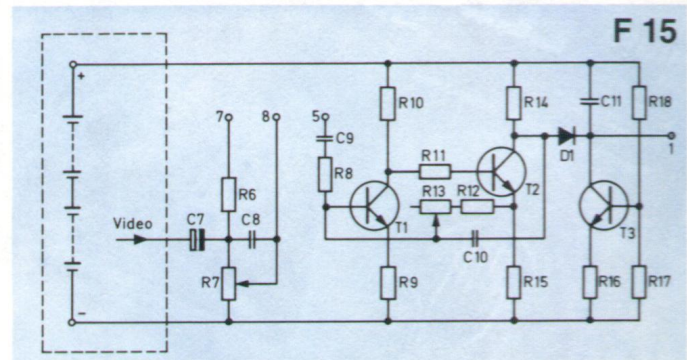 F 15
+
7
8
5
R10
R14
C11
R18
C9
R11
D1
1
R6
R8
T2
R13
R12
Video
C7
C8
T1
T3
C10
R7
R9
R15
R16
R17
-